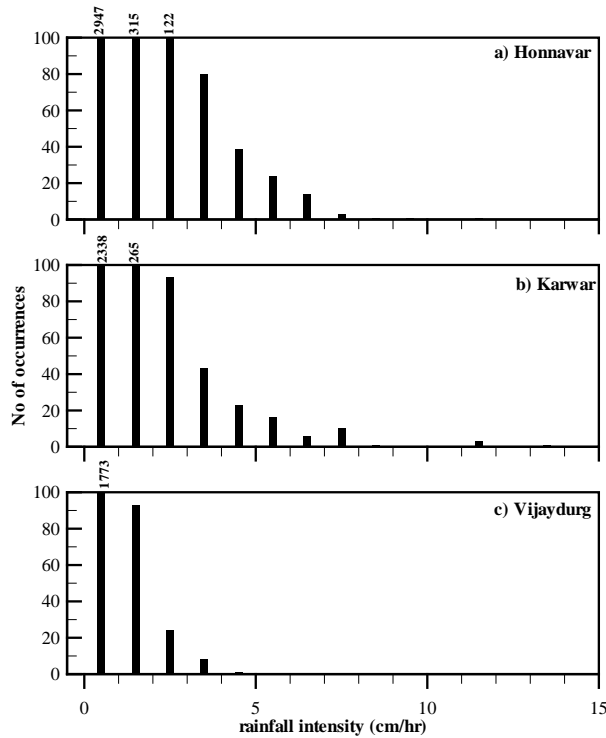 2947 315 122
100 a) Honnavar
80
60
40
20
0
2338 265
100 b) Karwar
80
60
40
20
0
No of occurrences
1773
100 c) Vijaydurg
80
60
40
20
0
0 5 10 15
rainfall intensity (cm/hr)